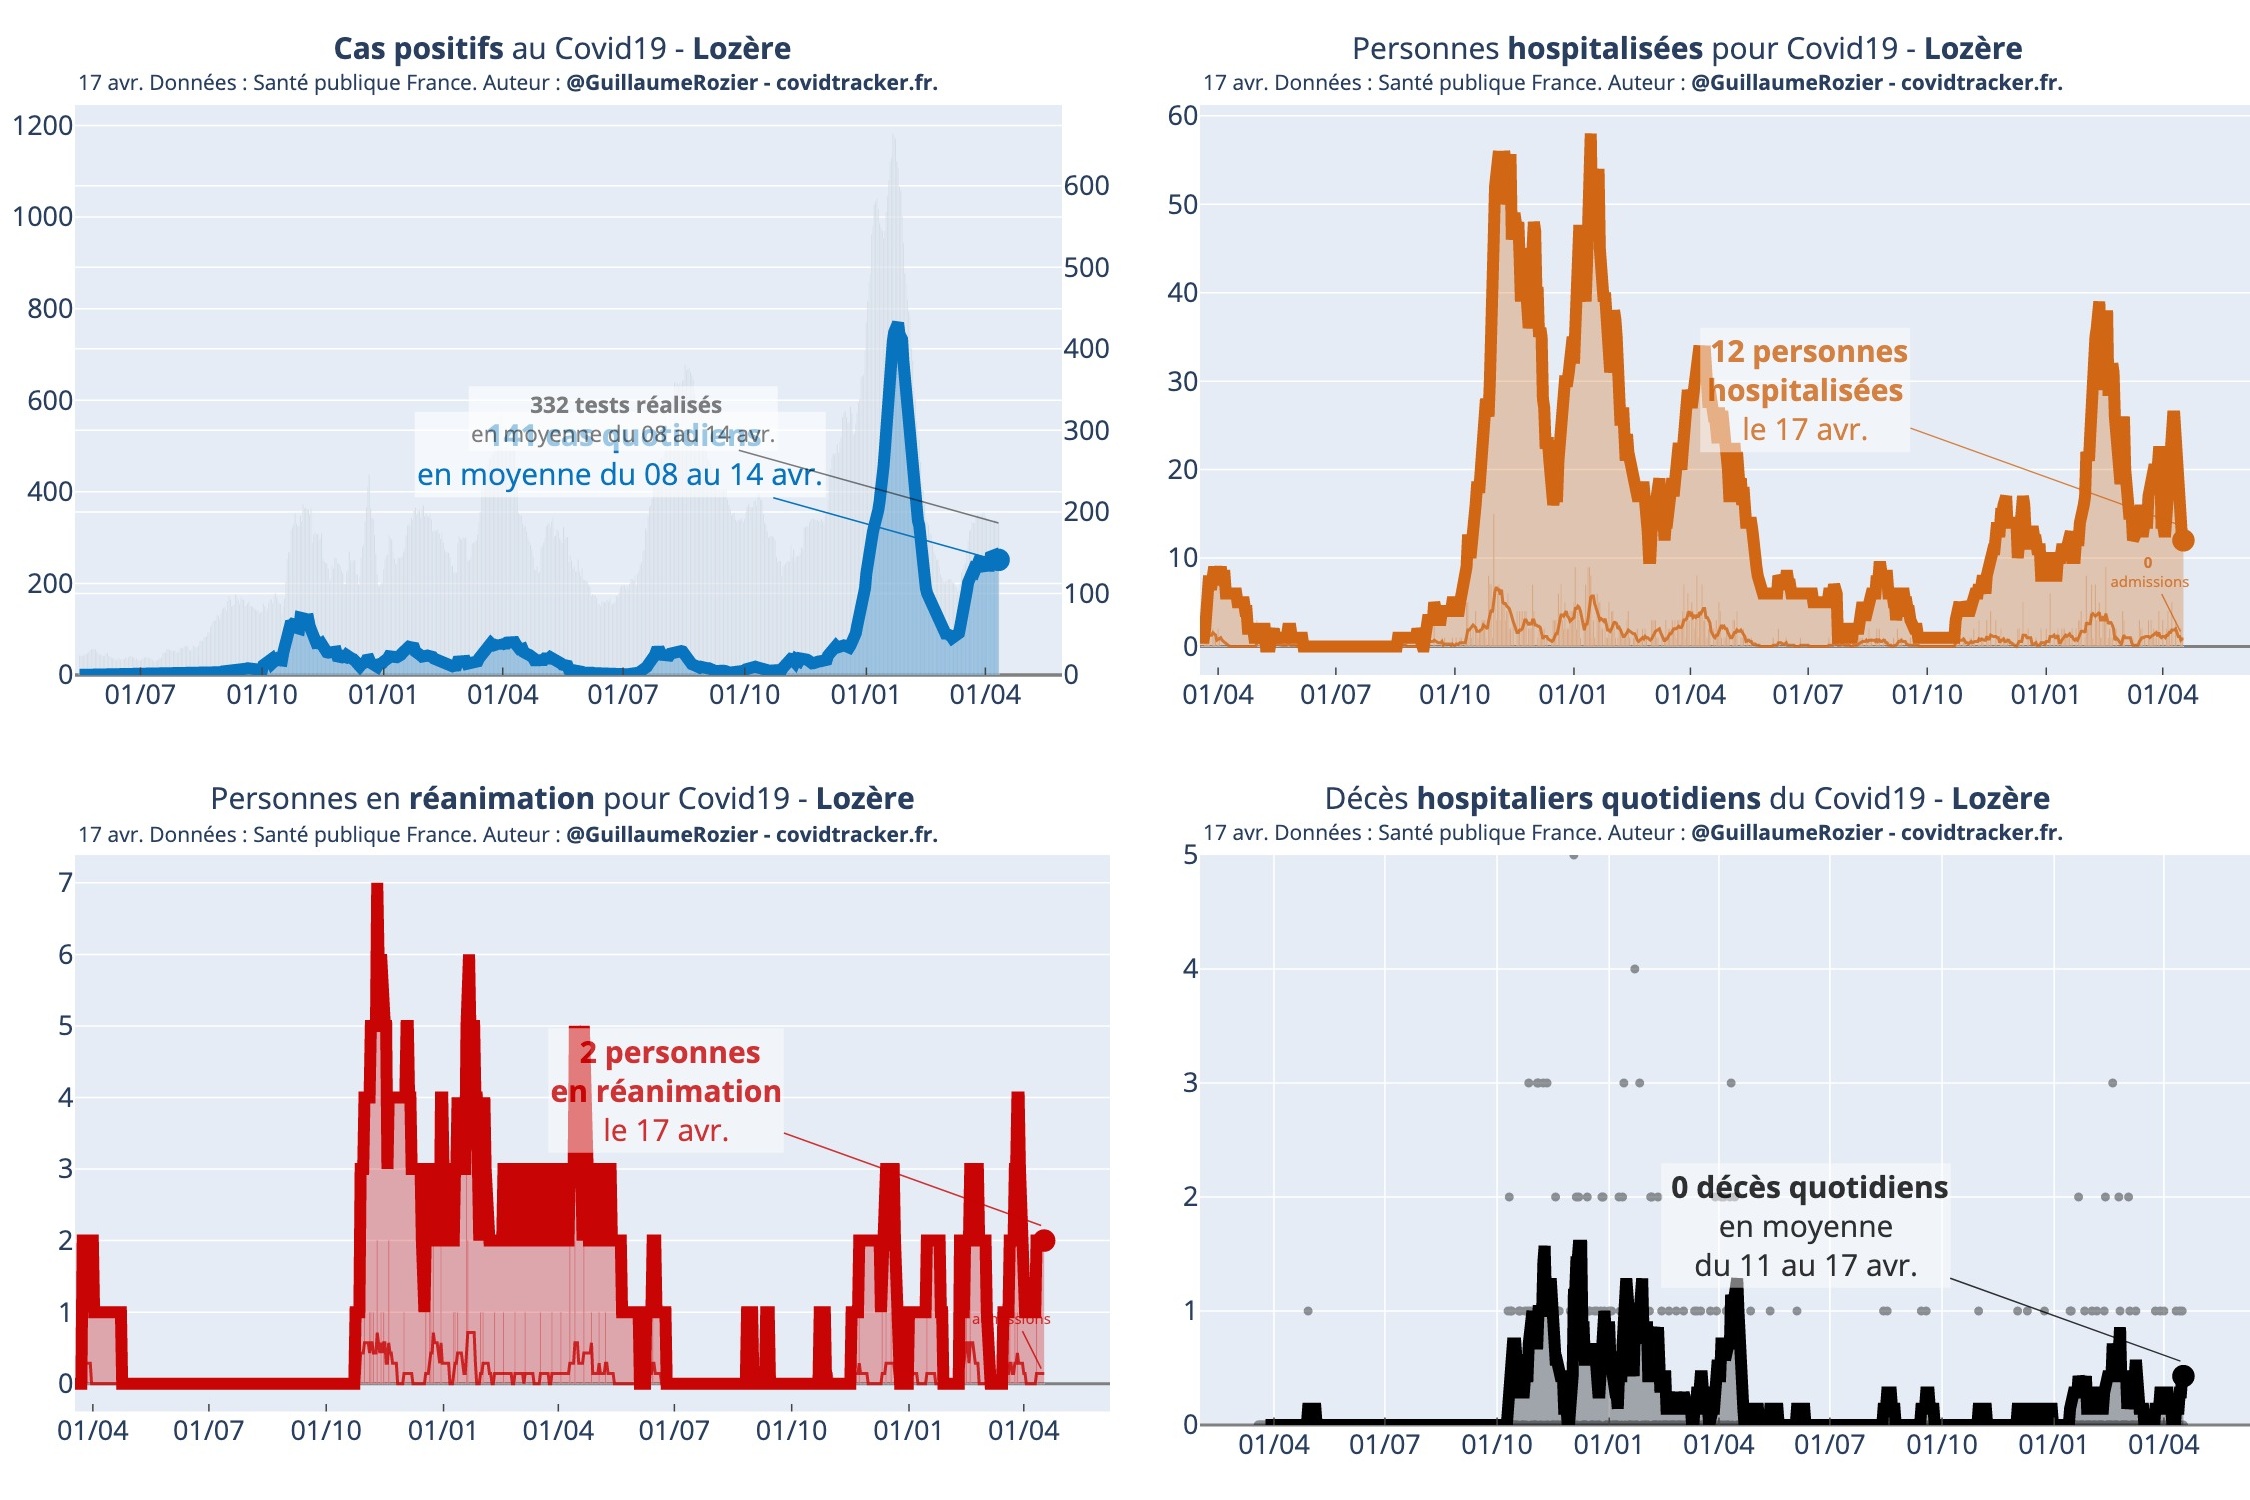 Cas positifs au Covid19 - Lozère
17 avr. Données : Santé publique France. Auteur : @GuillaumeRozier - covidtracker.fr.
1200
1000
800
600
400
200
0
600
500
400
300
200
100
0
332 tests réalisés
en moyenne du 08 au 14 avr.
141 cas quotidiens
en moyenne du 08 au 14 avr.
01/07 01/10 01/01 01/04 01/07 01/10 01/01 01/04
Personnes hospitalisées pour Covid19 - Lozère
17 avr. Données : Santé publique France. Auteur : @GuillaumeRozier - covidtracker.fr.
60
50
40
30
20
10
0
12 personnes
hospitalisées
le 17 avr.
0
admissions
01/04 01/07 01/10 01/01 01/04 01/07 01/10 01/01 01/04
Personnes en réanimation pour Covid19 - Lozère
17 avr. Données : Santé publique France. Auteur : @GuillaumeRozier - covidtracker.fr.
7
6
5
4
3
2
1
0
2 personnes
en réanimation
le 17 avr.
admissions
01/04 01/07 01/10 01/01 01/04 01/07 01/10 01/01 01/04
Décès hospitaliers quotidiens du Covid19 - Lozère
17 avr. Données : Santé publique France. Auteur : @GuillaumeRozier - covidtracker.fr.
5
4
3
2
1
0
0 décès quotidiens
en moyenne
du 11 au 17 avr.
01/04 01/07 01/10 01/01 01/04 01/07 01/10 01/01 01/04